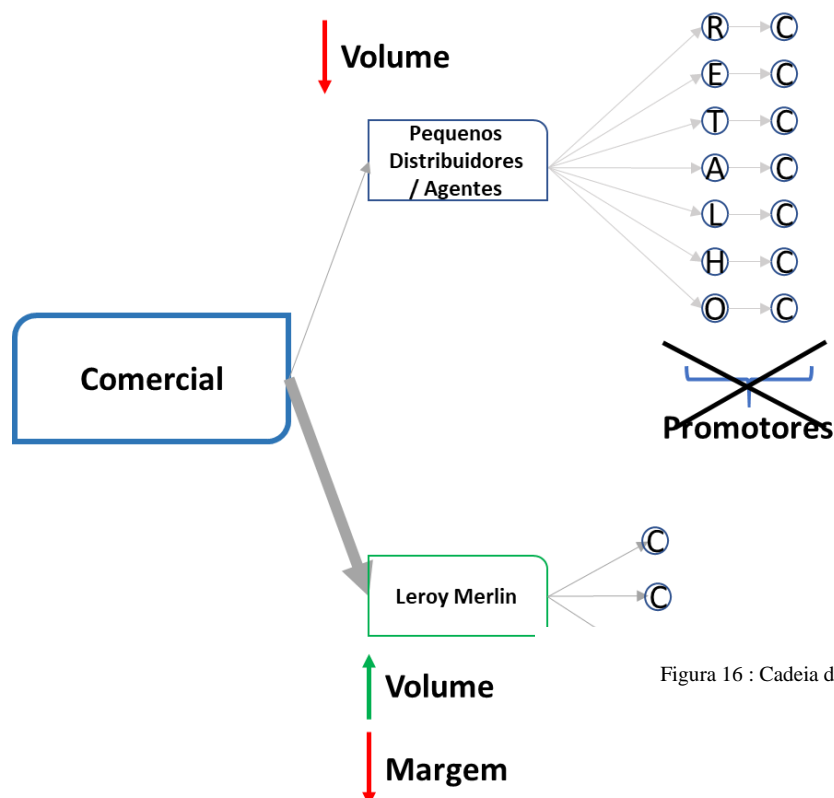 Volume
Pequenos
Distribuidores
/ Agentes
R C
E C
T C
A C
L C
H C
O C
Comercial
Promotores
C
Leroy Merlin
C
Volume
Figura 16 : Cadeia d
Margem